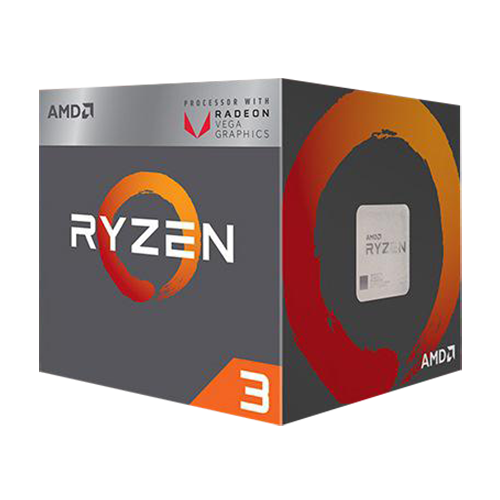 AMD
PROCESSOR WITH
RADEON
VEGA
GRAPHICS
RYZEN
3
AMD
RYZEN
AMD